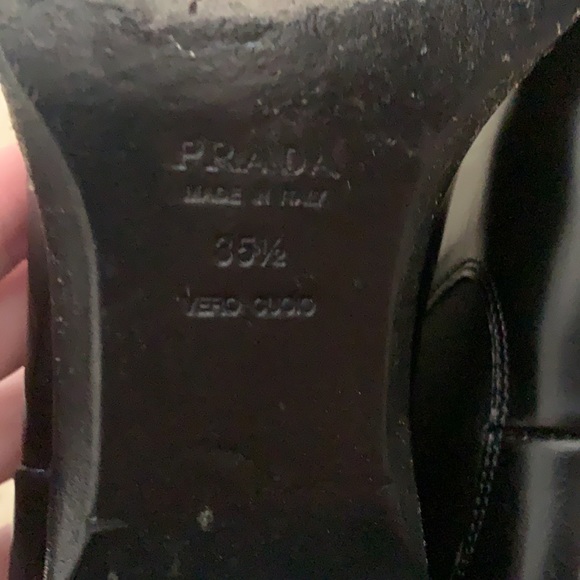 PRADA
MADE IN ITALY
35½
VERO CUOIO